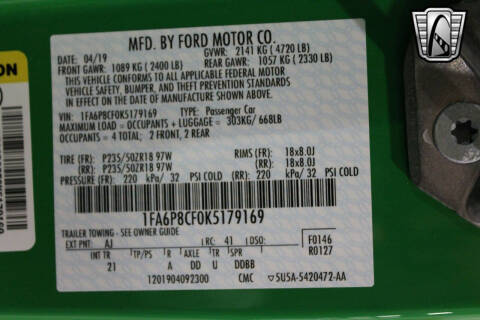 MFD. BY FORD MOTOR CO.
DATE: 04/19 GVWR: 2141 KG ( 4720 LB)
FRONT GAWR: 1089 KG ( 2400 LB) REAR GAWR: 1057 KG ( 2330 LB)
THIS VEHICLE CONFORMS TO ALL APPLICABLE FEDERAL MOTOR
VEHICLE SAFETY, BUMPER, AND THEFT PREVENTION STANDARDS
IN EFFECT ON THE DATE OF MANUFACTURE SHOWN ABOVE.
VIN: 1FA6P8CF0K5179169 TYPE: Passenger Car
MAXIMUM LOAD = OCCUPANTS + LUGGAGE = 303KG/ 668LB
OCCUPANTS = 4 TOTAL; 2 FRONT, 2 REAR
TIRE (FR): P235/50ZR18 97W RIMS (FR): 18x8.0J
(RR): P235/50ZR18 97W (RR): 18x8.0J
PRESSURE (FR): 220 kPa/ 32 PSI COLD (RR) 220 kPa/ 32 PSI COLD
1FA6P8CF0K5179169
TRAILER TOWING - SEE OWNER GUIDE
EXT PNT: AJ RC: 41 DSO: F0146
INT TR TP/PS R AXLE TR SPR R0127
21 A DD U DDBB
1201904092300 CMC 5U5A-5420472-AA
ON